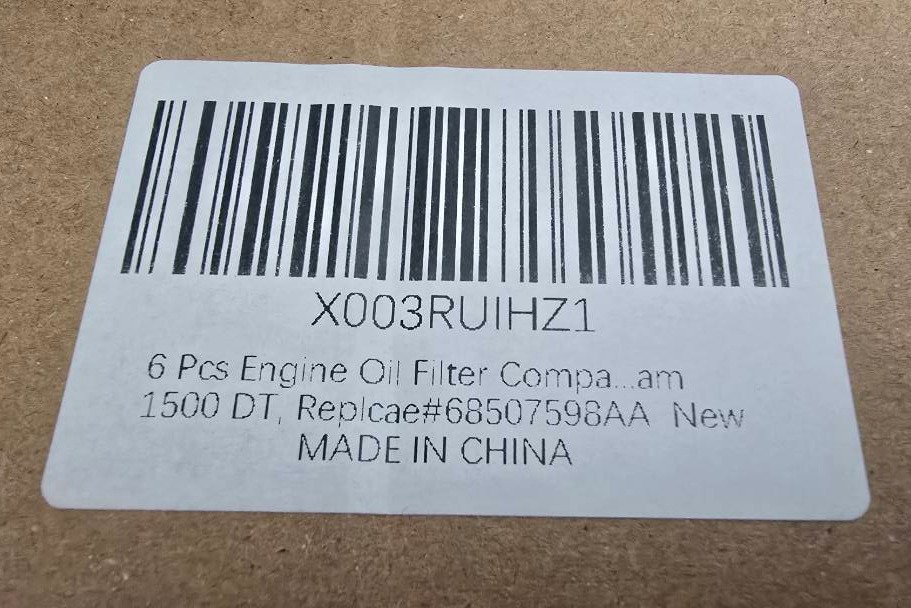 X003RUIHZ1
6 Pcs Engine Oil Filter Compa...am
1500 DT, Replcae#68507598AA New
MADE IN CHINA